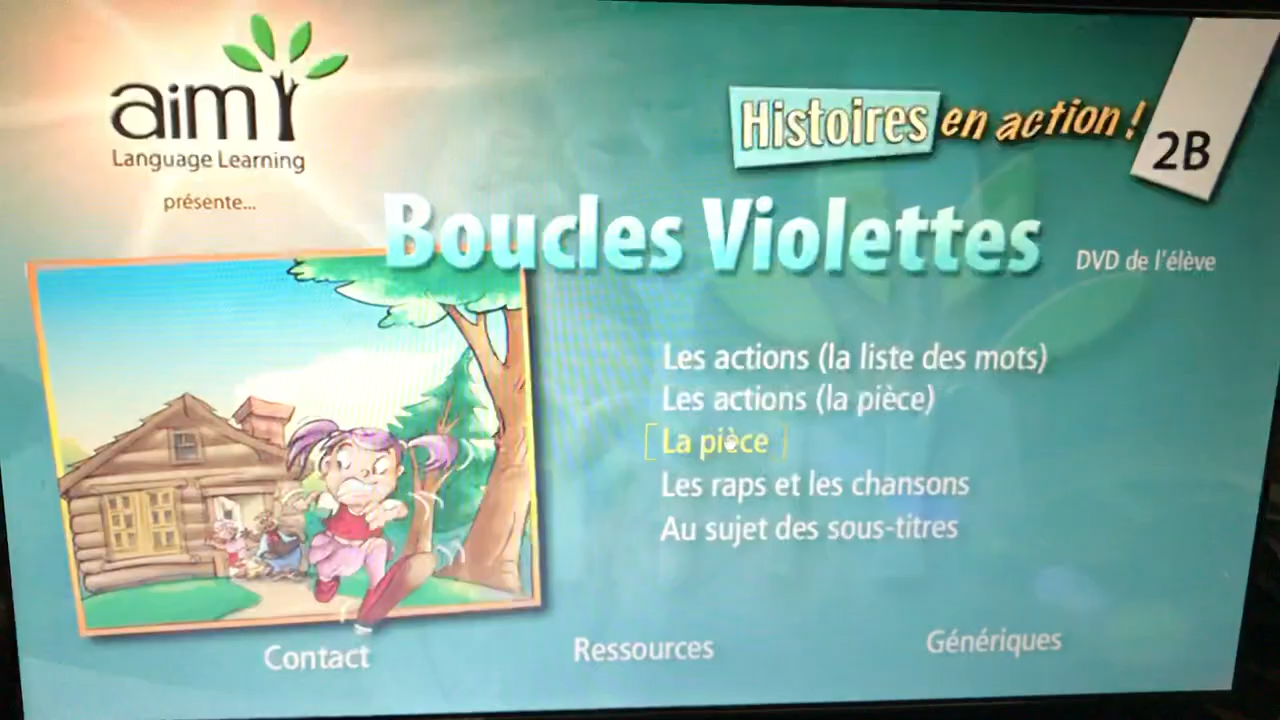 aim
Language Learning
présente...
Histoires en action !
2B
Boucles Violettes
DVD de l'élève
Les actions (la liste des mots)
Les actions (la pièce)
[La pièce ]
Les raps et les chansons
Au sujet des sous-titres
Contact
Ressources
Génériques